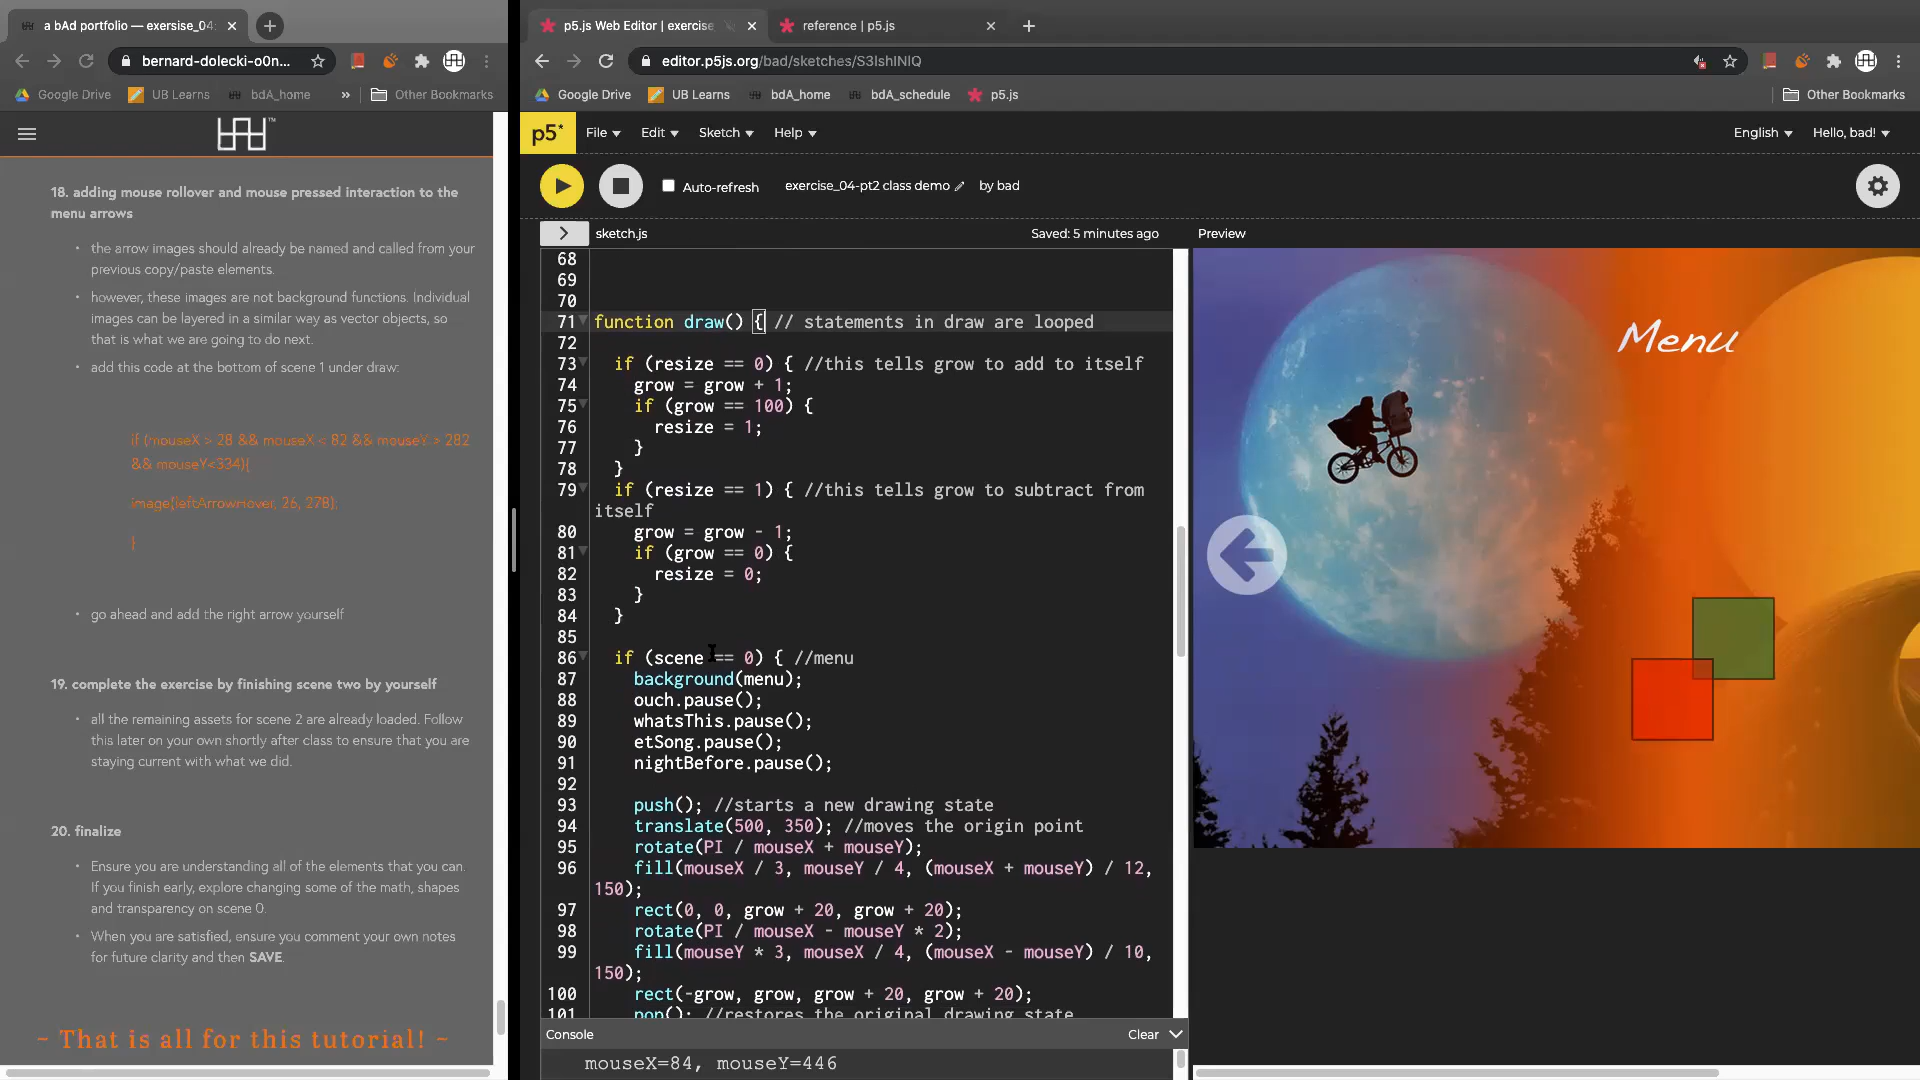 a bAd portfolio — exersise_04:
bernard-dolecki-o0n...
Google Drive
UB Learns
bdA_home
»
Other Bookmarks
18. adding mouse rollover and mouse pressed interaction to the
menu arrows
• the arrow images should already be named and called from your
previous copy/paste elements.
• however, these images are not background functions. Individual
images can be layered in a similar way as vector objects, so
that is what we are going to do next.
• add this code at the bottom of scene 1 under draw:
if (mouseX > 28 && mouseX < 82 && mouseY > 282
&& mouseY<334){
image(leftArrowHover, 26, 278);
}
• go ahead and add the right arrow yourself
19. complete the exercise by finishing scene two by yourself
• all the remaining assets for scene 2 are already loaded. Follow
this later on your own shortly after class to ensure that you are
staying current with what we did.
20. finalize
• Ensure you are understanding all of the elements that you can.
If you finish early, explore changing some of the math, shapes
and transparency on scene 0.
• When you are satisfied, ensure you comment your own notes
for future clarity and then SAVE.
~ That is all for this tutorial! ~
p5.js Web Editor | exercise
reference | p5.js
editor.p5js.org/bad/sketches/S3IshINIQ
Google Drive
UB Learns
bdA_home
bdA_schedule
p5.js
Other Bookmarks
p5*
File
Edit
Sketch
Help
English
Hello, bad!
Auto-refresh
exercise_04-pt2 class demo
by bad
sketch.js
Saved: 5 minutes ago
Preview
68
69
70
71 function draw() { // statements in draw are looped
72
73 if (resize == 0) { //this tells grow to add to itself
74 grow = grow + 1;
75 if (grow == 100) {
76 resize = 1;
77 }
78 }
79 if (resize == 1) { //this tells grow to subtract from
itself
80 grow = grow - 1;
81 if (grow == 0) {
82 resize = 0;
83 }
84 }
85
86 if (scene == 0) { //menu
87 background(menu);
88 ouch.pause();
89 whatsThis.pause();
90 etSong.pause();
91 nightBefore.pause();
92
93 push(); //starts a new drawing state
94 translate(500, 350); //moves the origin point
95 rotate(PI / mouseX + mouseY);
96 fill(mouseX / 3, mouseY / 4, (mouseX + mouseY) / 12,
150);
97 rect(0, 0, grow + 20, grow + 20);
98 rotate(PI / mouseX - mouseY * 2);
99 fill(mouseY * 3, mouseX / 4, (mouseX - mouseY) / 10,
150);
100 rect(-grow, grow, grow + 20, grow + 20);
101 pop(); //restores the original drawing state
Console
Clear
mouseX=84, mouseY=446
Menu